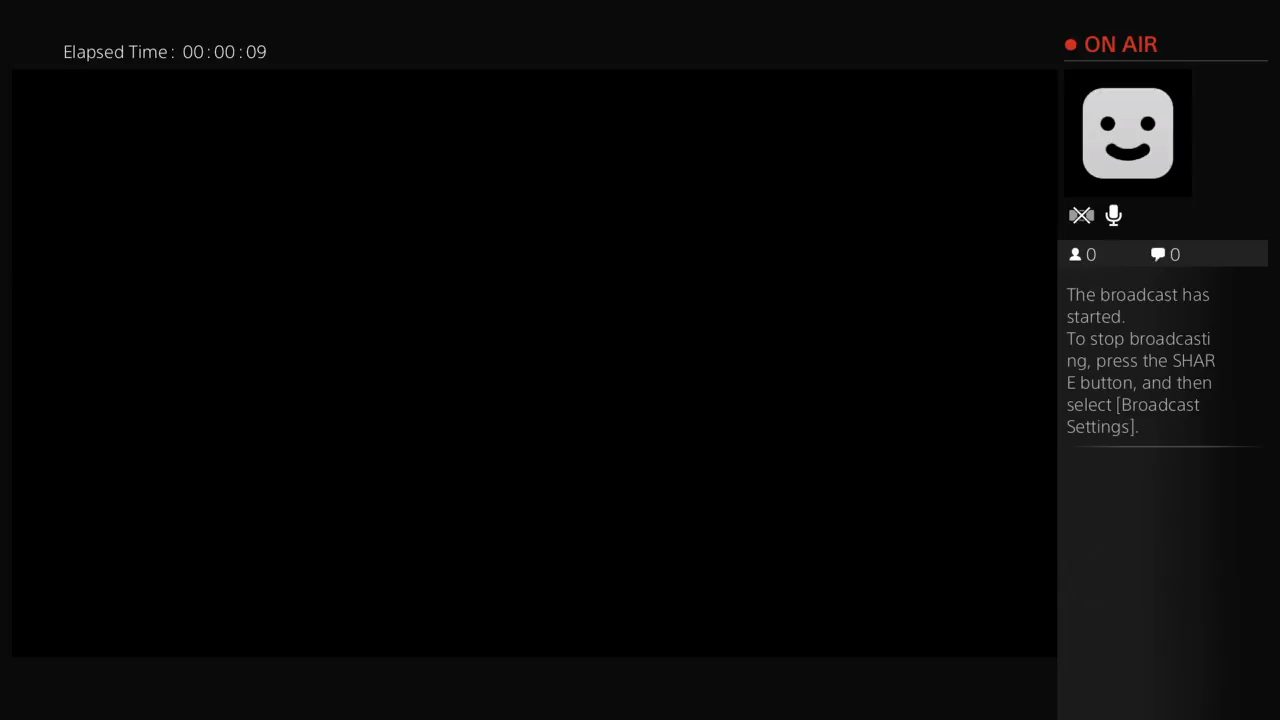 Elapsed Time: 00:00:09
ON AIR
0
0
The broadcast has
started.
To stop broadcasti
ng, press the SHAR
E button, and then
select [Broadcast
Settings].